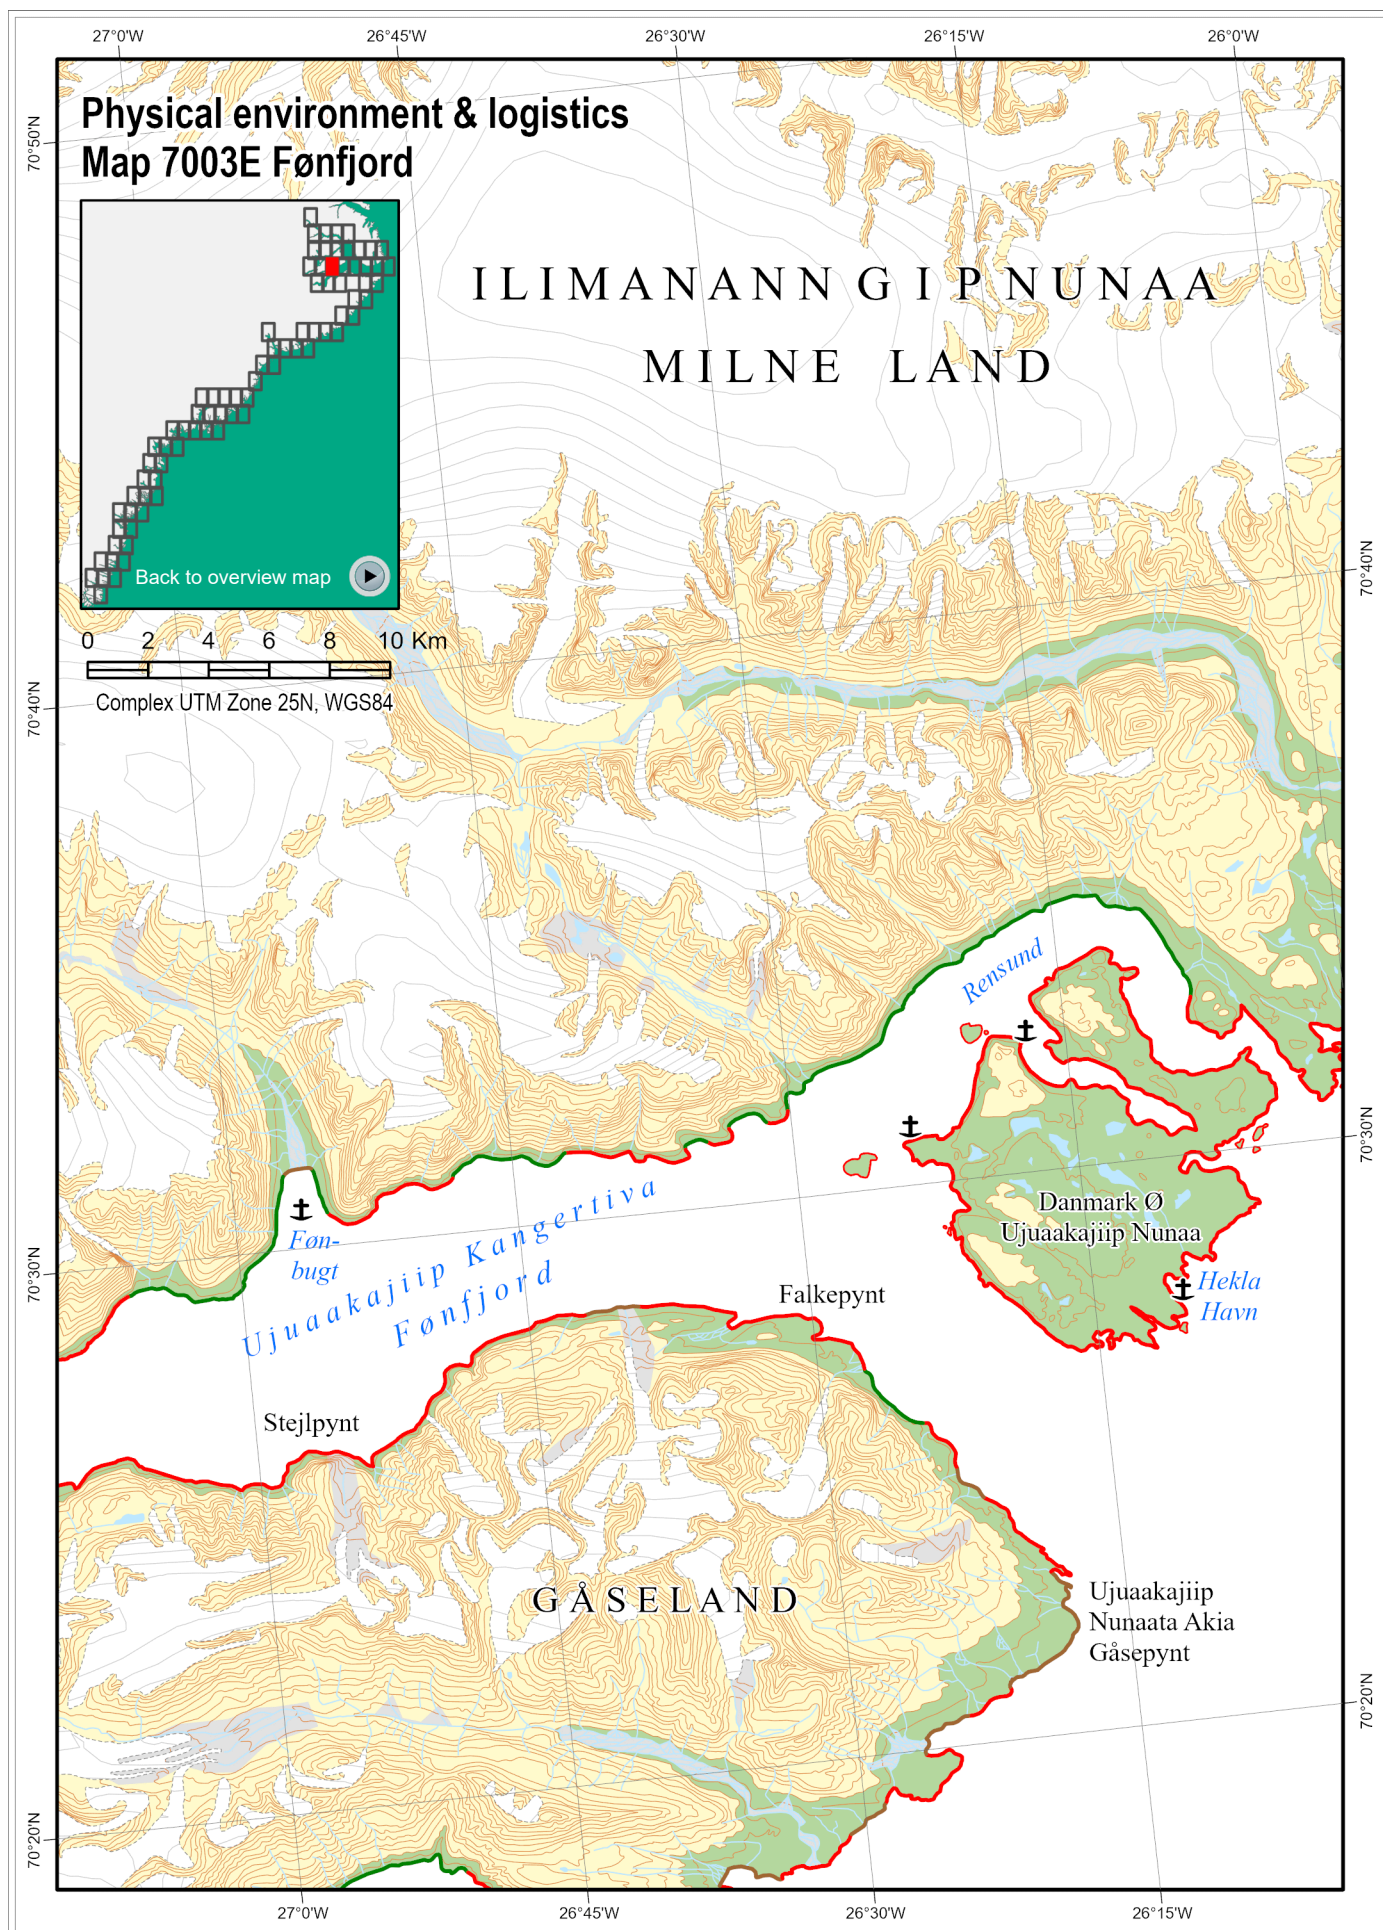 27°0'W
26°45'W
26°30'W
26°15'W
26°0'W
70°50'N
Physical environment & logistics
Map 7003E Fønfjord
ILIMANANNGIP NUNAA
MILNE LAND
Back to overview map
0 2 4 6 8 10 Km
Complex UTM Zone 25N, WGS84
70°40'N
70°40'N
Rensund
70°30'N
Danmark Ø
Ujuaakajiip Nunaa
Føn-
bugt
Ujuaakajiip Kangertiva
Fønfjord
70°30'N
Hekla
Havn
Falkepynt
Stejlpynt
GÅSELAND
Ujuaakajiip
Nunaata Akia
Gåsepynt
70°20'N
70°20'N
27°0'W
26°45'W
26°30'W
26°15'W